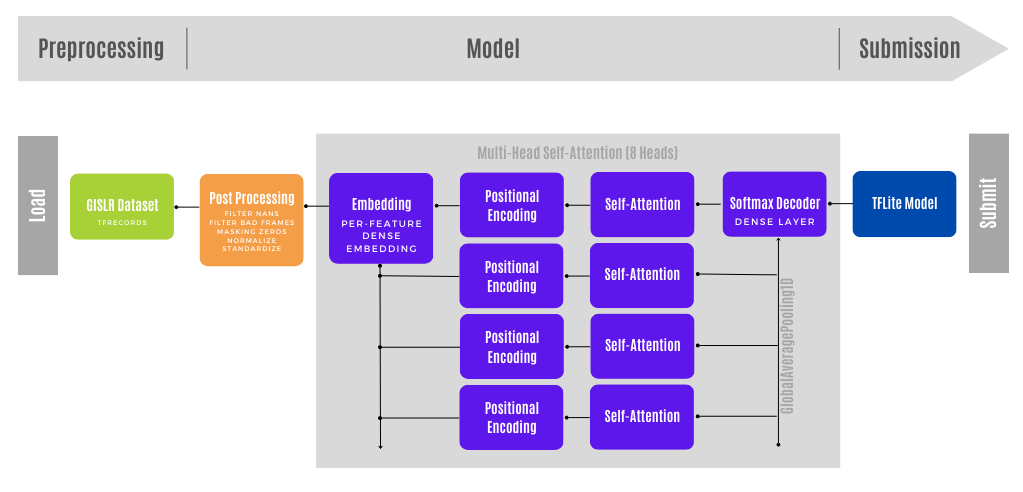 Preprocessing
Model
Submission
Load
GISLR Dataset
TFRECORDS
Post Processing
FILTER NANS
FILTER BAD FRAMES
MASKING ZEROS
NORMALIZE
STANDARDIZE
Multi-Head Self-Attention (8 Heads)
Embedding
PER-FEATURE
DENSE
EMBEDDING
Positional
Encoding
Self-Attention
Softmax Decoder
DENSE LAYER
TFLite Model
Submit
Positional
Encoding
Self-Attention
Positional
Encoding
Self-Attention
Positional
Encoding
Self-Attention
GlobalAveragePooling1D